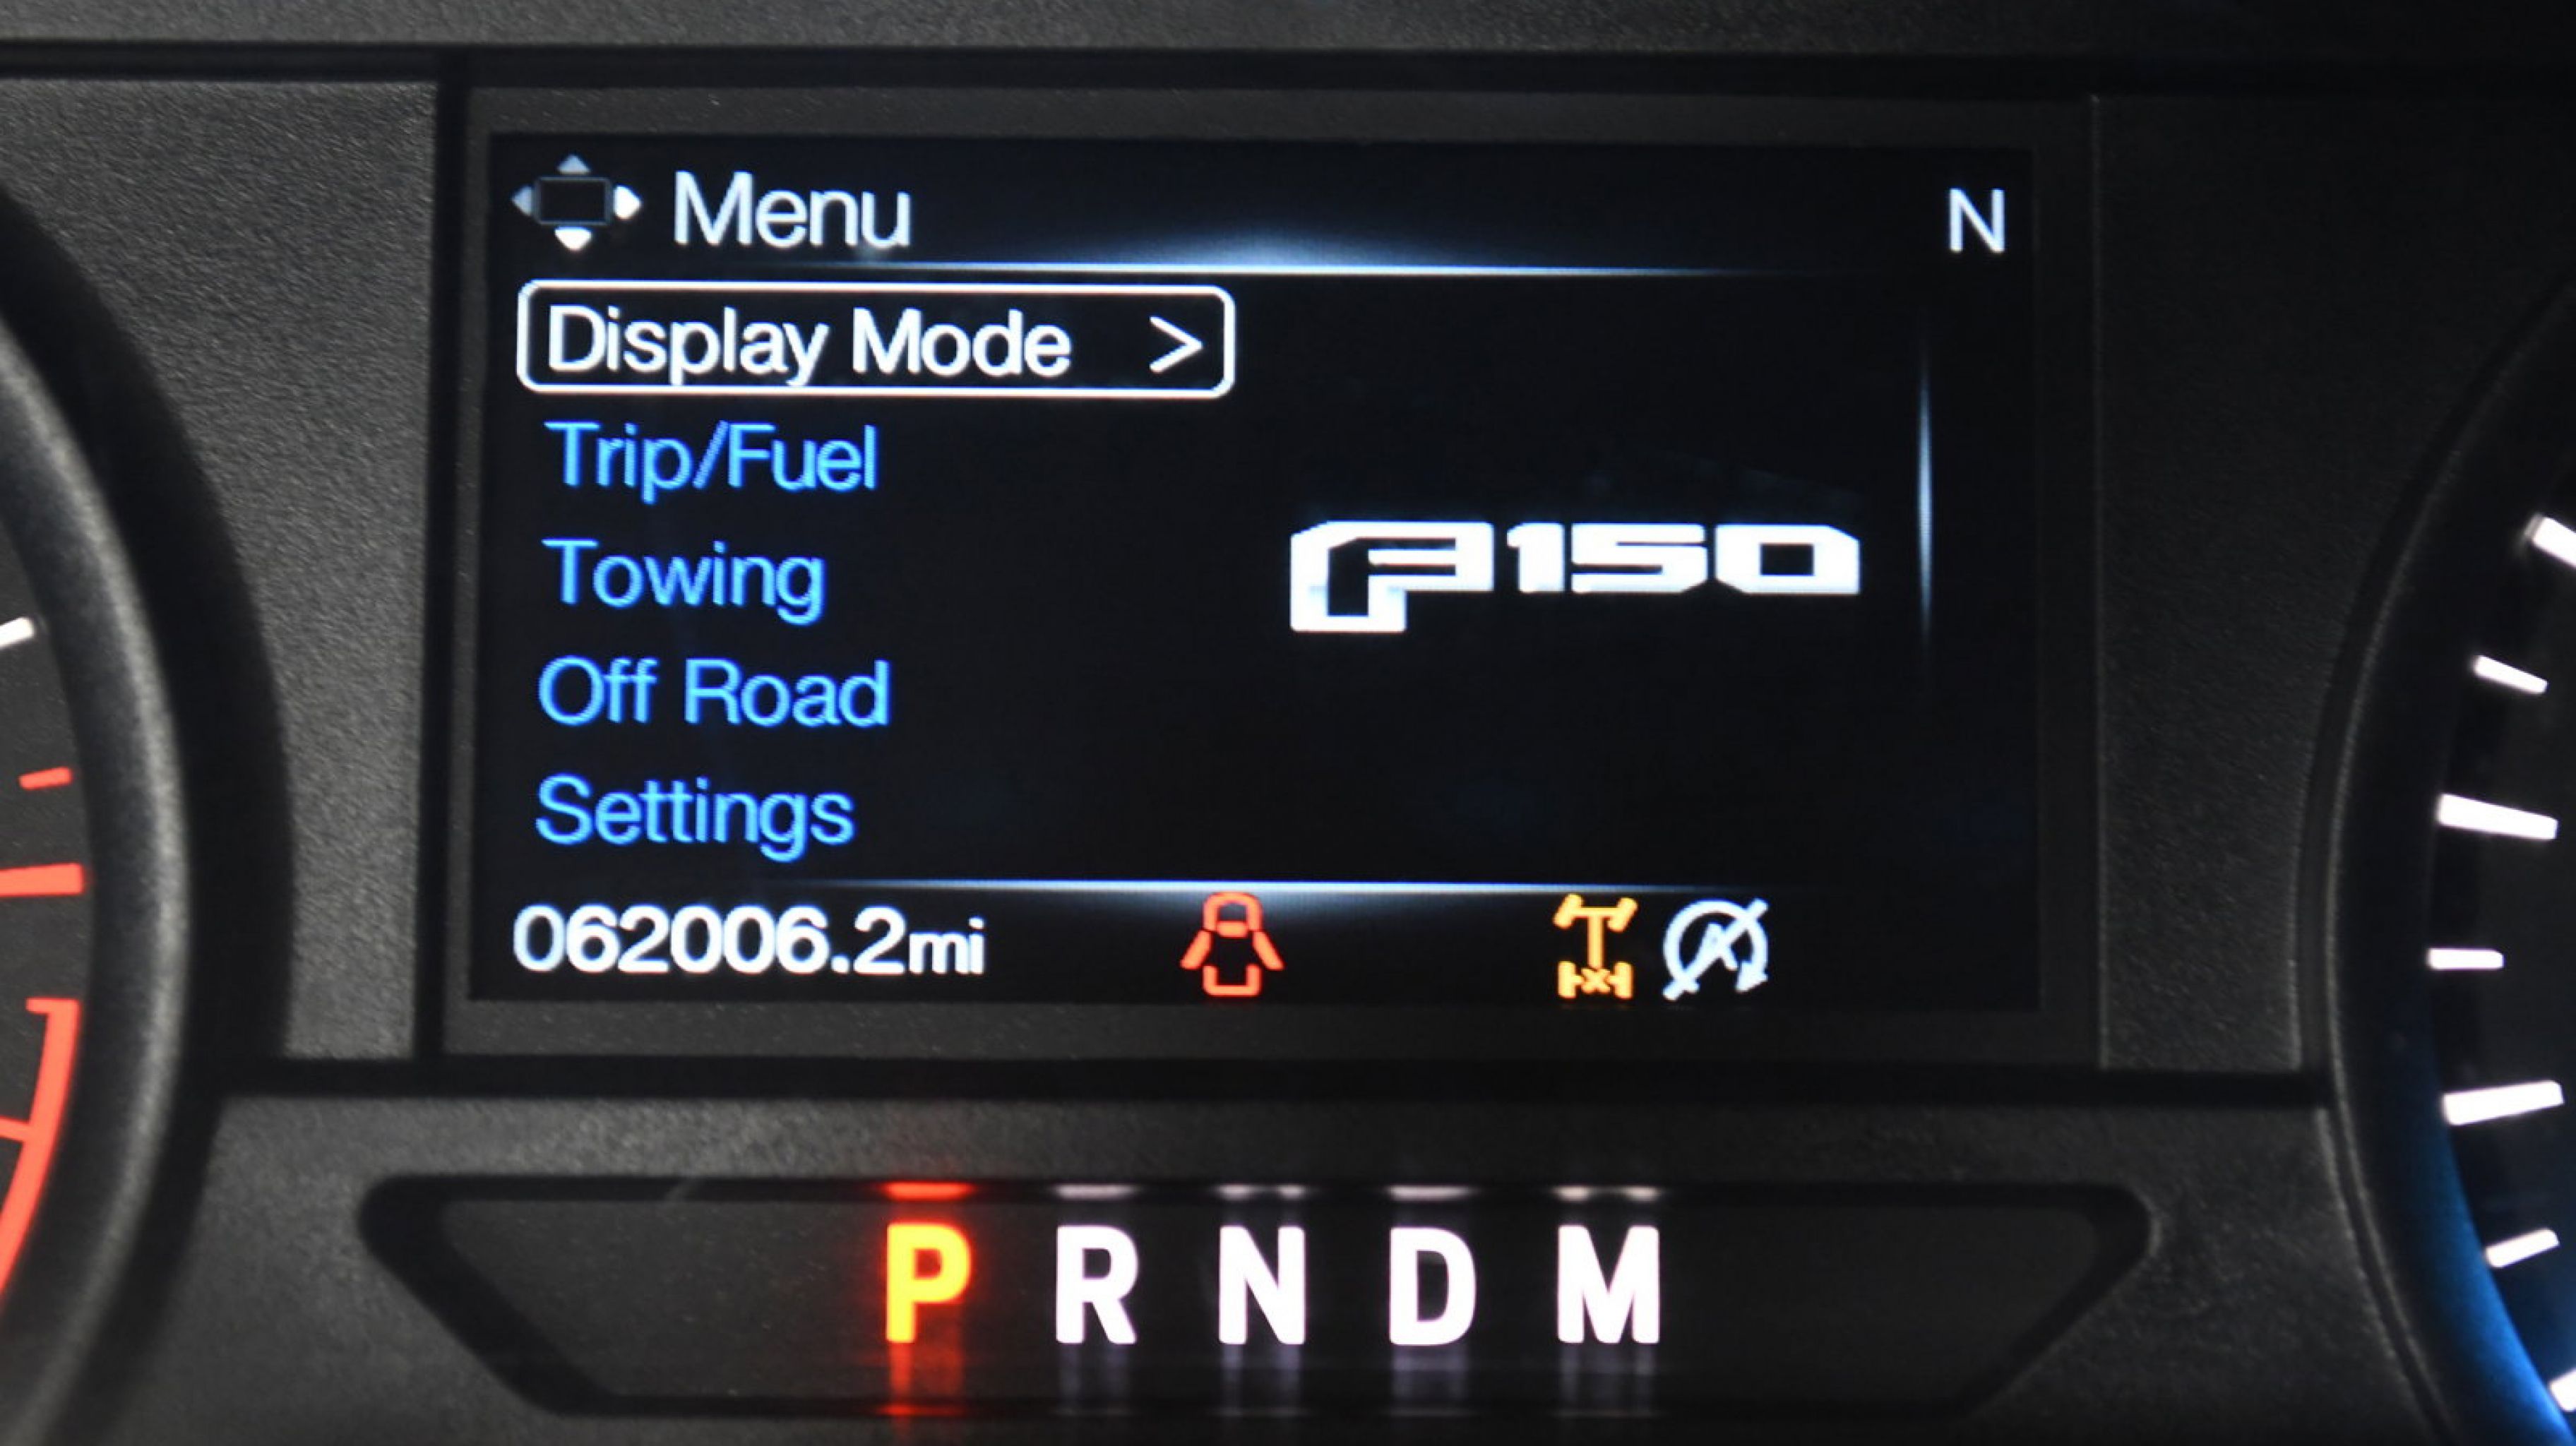 Menu N
Display Mode >
Trip/Fuel
Towing
F150
Off Road
Settings
062006.2mi
P R N D M